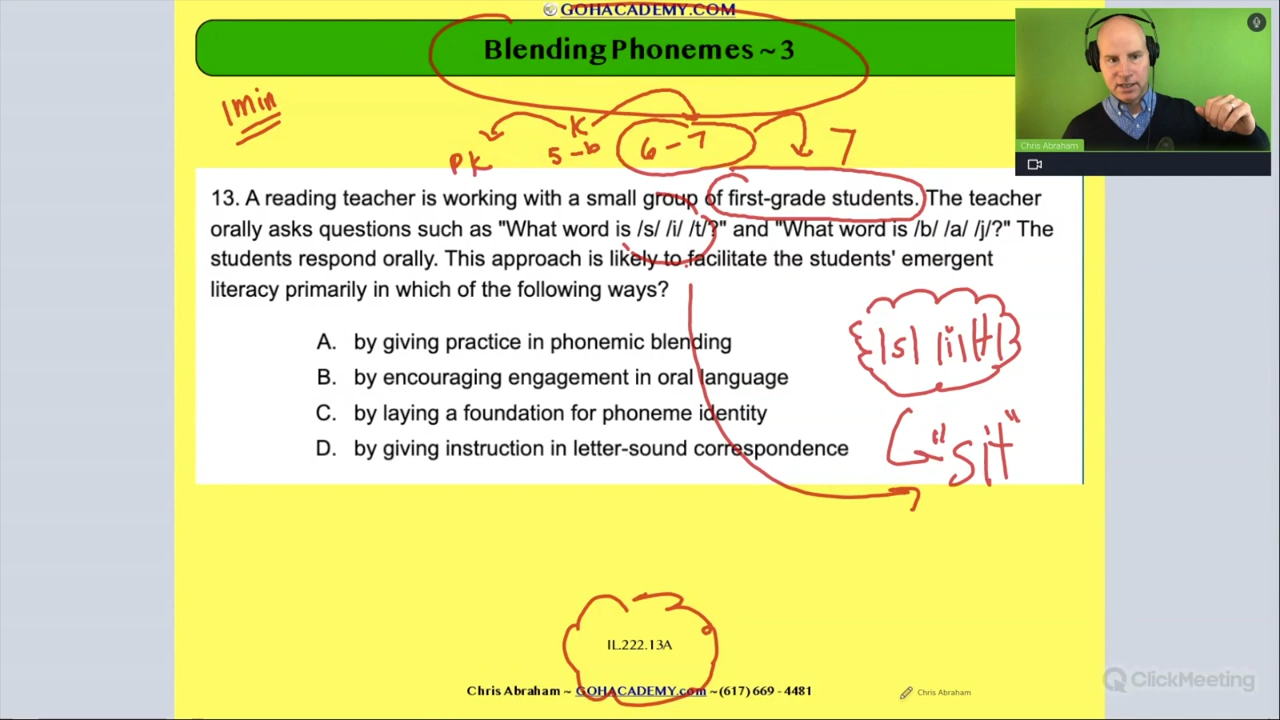 GOHACADEMY.COM
Blending Phonemes ~ 3
1 min
K
PK 5-6 6-7 7
13. A reading teacher is working with a small group of first-grade students. The teacher
orally asks questions such as "What word is /s/ /i/ /t/?" and "What word is /b/ /a/ /j/?" The
students respond orally. This approach is likely to facilitate the students' emergent
literacy primarily in which of the following ways?
A. by giving practice in phonemic blending
B. by encouraging engagement in oral language
C. by laying a foundation for phoneme identity
D. by giving instruction in letter-sound correspondence
|s| |i| |t|
"sit"
IL.222.13A
Chris Abraham ~ GOHACADEMY.com ~ (617) 669 - 4481
Chris Abraham
Chris Abraham
ClickMeeting